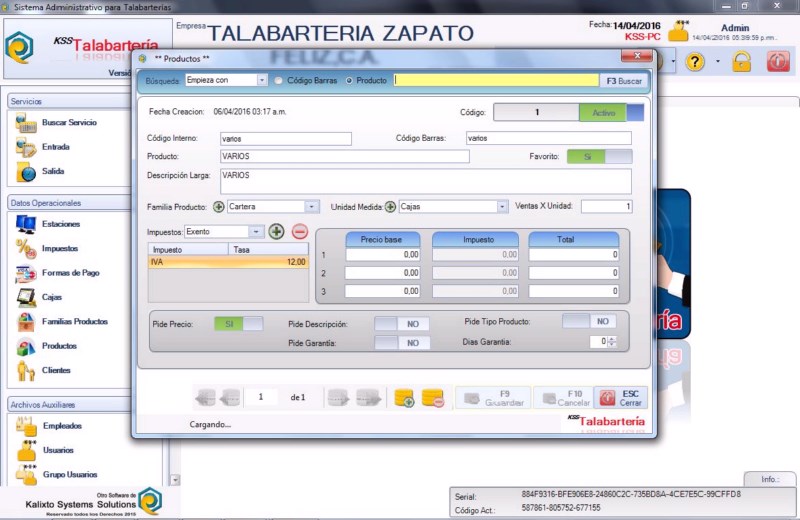 Sistema Administrativo para Talabarterías
KSS Talabartería
Empresa
TALABARTERIA ZAPATO
FELIZ,C.A.
Fecha: 14/04/2016
KSS-PC
Admin
Servicios
Buscar Servicio
Entrada
Salida
Datos Operacionales
Estaciones
Impuestos
Formas de Pago
Cajas
Familias Productos
Productos
Clientes
Archivos Auxiliares
Empleados
Usuarios
Grupo Usuarios
** Productos **
Búsqueda: Empieza con Código Barras Producto F3 Buscar
Fecha Creacion: 06/04/2016 03:17 a.m. Código: 1 Activo
Código Interno: varios Código Barras: varios
Producto: VARIOS Favorito: Si
Descripción Larga: VARIOS
Familia Producto: Cartera Unidad Medida: Cajas Ventas X Unidad: 1
Impuestos: Exento
Impuesto Tasa
IVA 12,00
Precio base Impuesto Total
1 0,00 0,00 0
2 0,00 0,00 0
3 0,00 0,00 0
Pide Precio: SI Pide Descripción: NO Pide Tipo Producto: NO
Pide Garantía: NO Dias Garantía: 0
1 de 1
F9 Guardar
F10 Cancelar
ESC Cerrar
Cargando...
KSS Talabartería
Info.:
Otro Software de
Kalixto Systems Solutions
Reservado todos los Derechos 2015
Serial: 884F9316-BFE906E8-24860C2C-735BD8A-4CE7E5C-99CFFD8
Código Act.: 587861-805752-677155